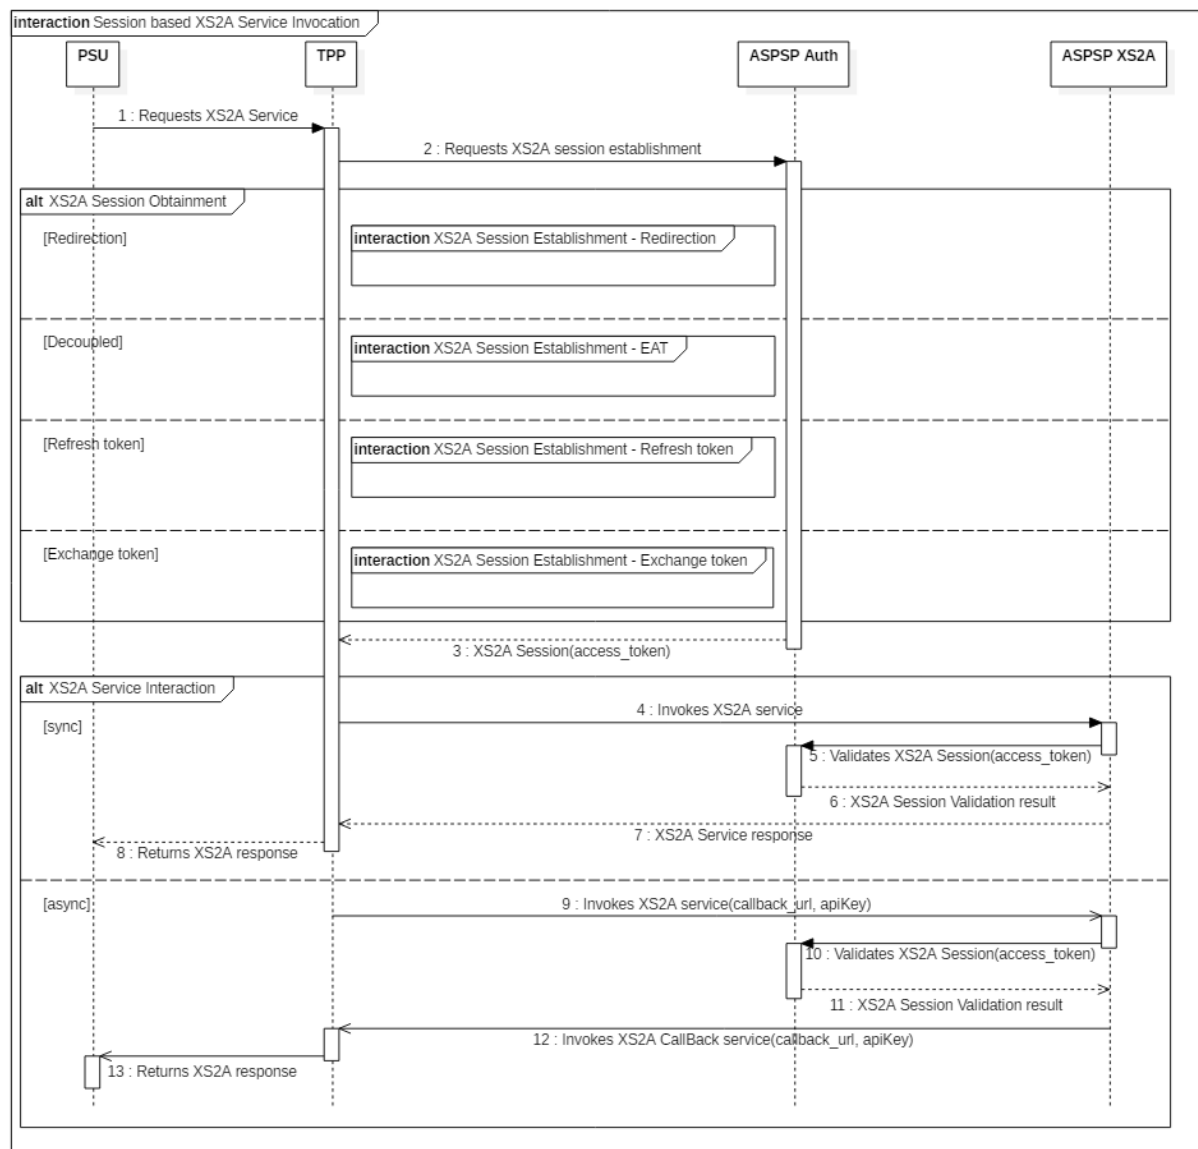 interaction Session based XS2A Service Invocation
PSU
TPP
ASPSP Auth
ASPSP XS2A
1 : Requests XS2A Service
2 : Requests XS2A session establishment
alt XS2A Session Obtainment
[Redirection]
interaction XS2A Session Establishment - Redirection
[Decoupled]
interaction XS2A Session Establishment - EAT
[Refresh token]
interaction XS2A Session Establishment - Refresh token
[Exchange token]
interaction XS2A Session Establishment - Exchange token
3 : XS2A Session(access_token)
alt XS2A Service Interaction
4 : Invokes XS2A service
[sync]
5 : Validates XS2A Session(access_token)
6 : XS2A Session Validation result
7 : XS2A Service response
8 : Returns XS2A response
[async]
9 : Invokes XS2A service(callback_url, apiKey)
10 : Validates XS2A Session(access_token)
11 : XS2A Session Validation result
12 : Invokes XS2A CallBack service(callback_url, apiKey)
13 : Returns XS2A response